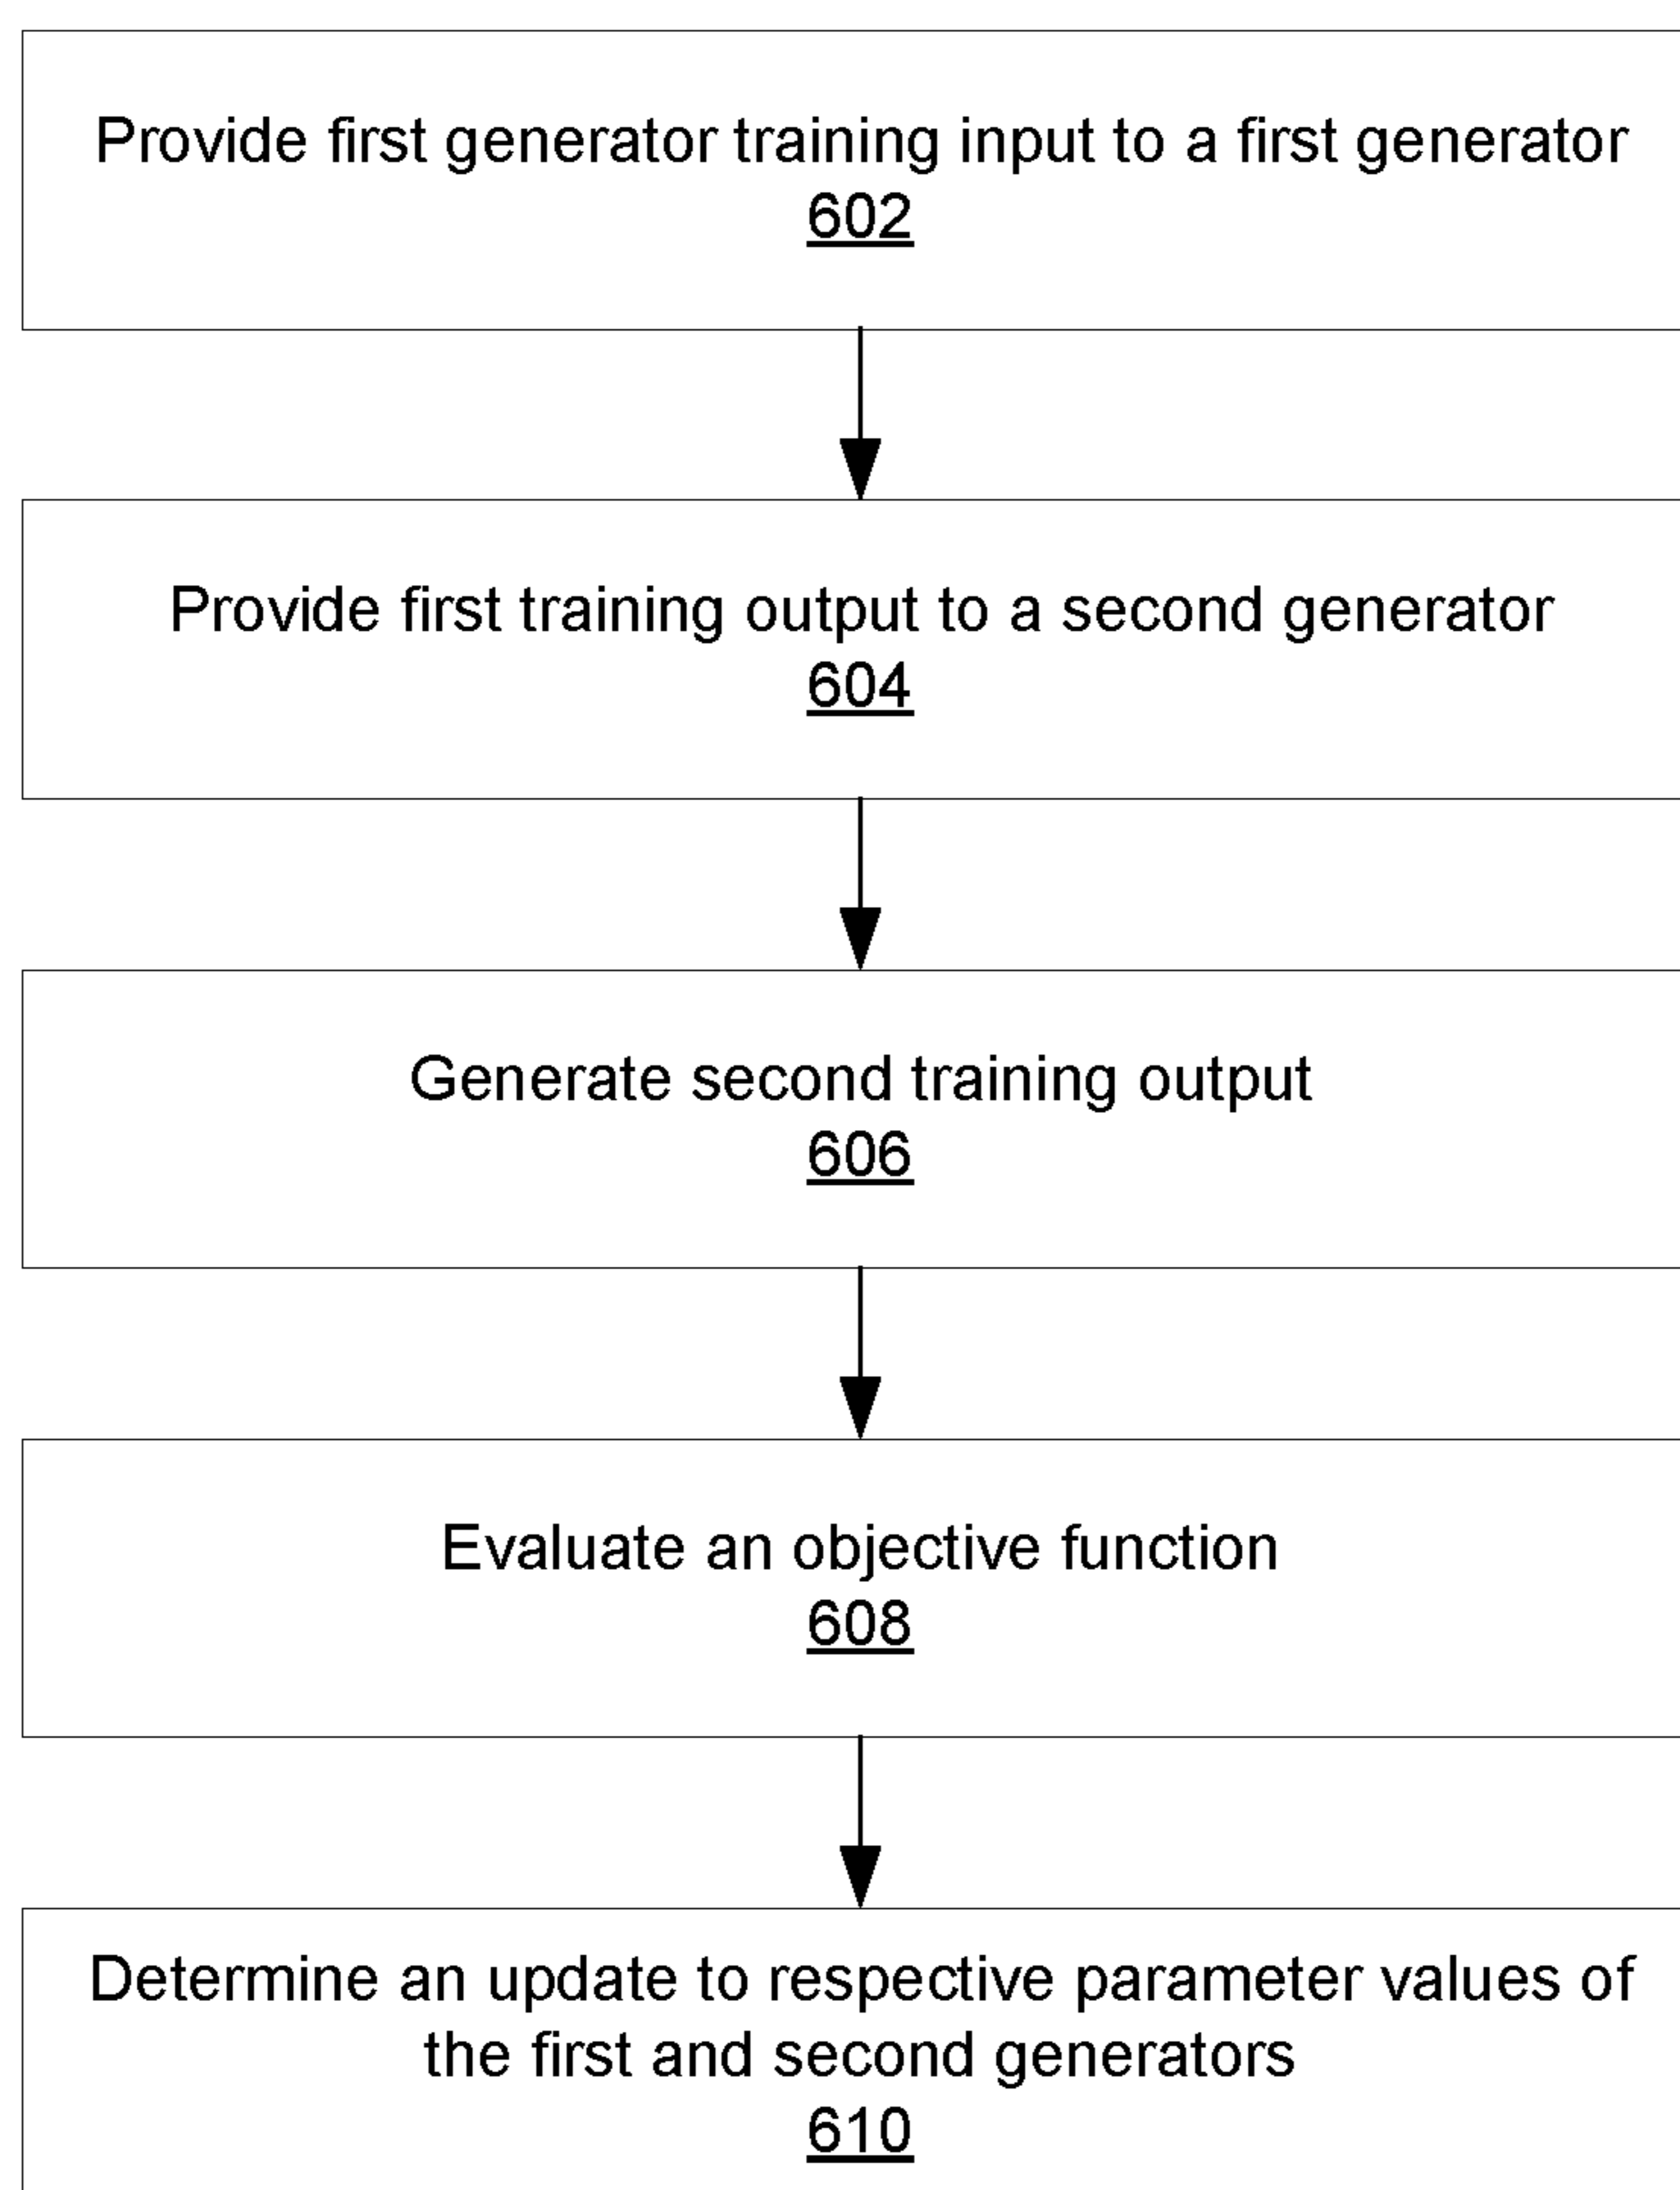 Provide first generator training input to a first generator
602
Provide first training output to a second generator
604
Generate second training output
606
Evaluate an objective function
608
Determine an update to respective parameter values of
the first and second generators
610